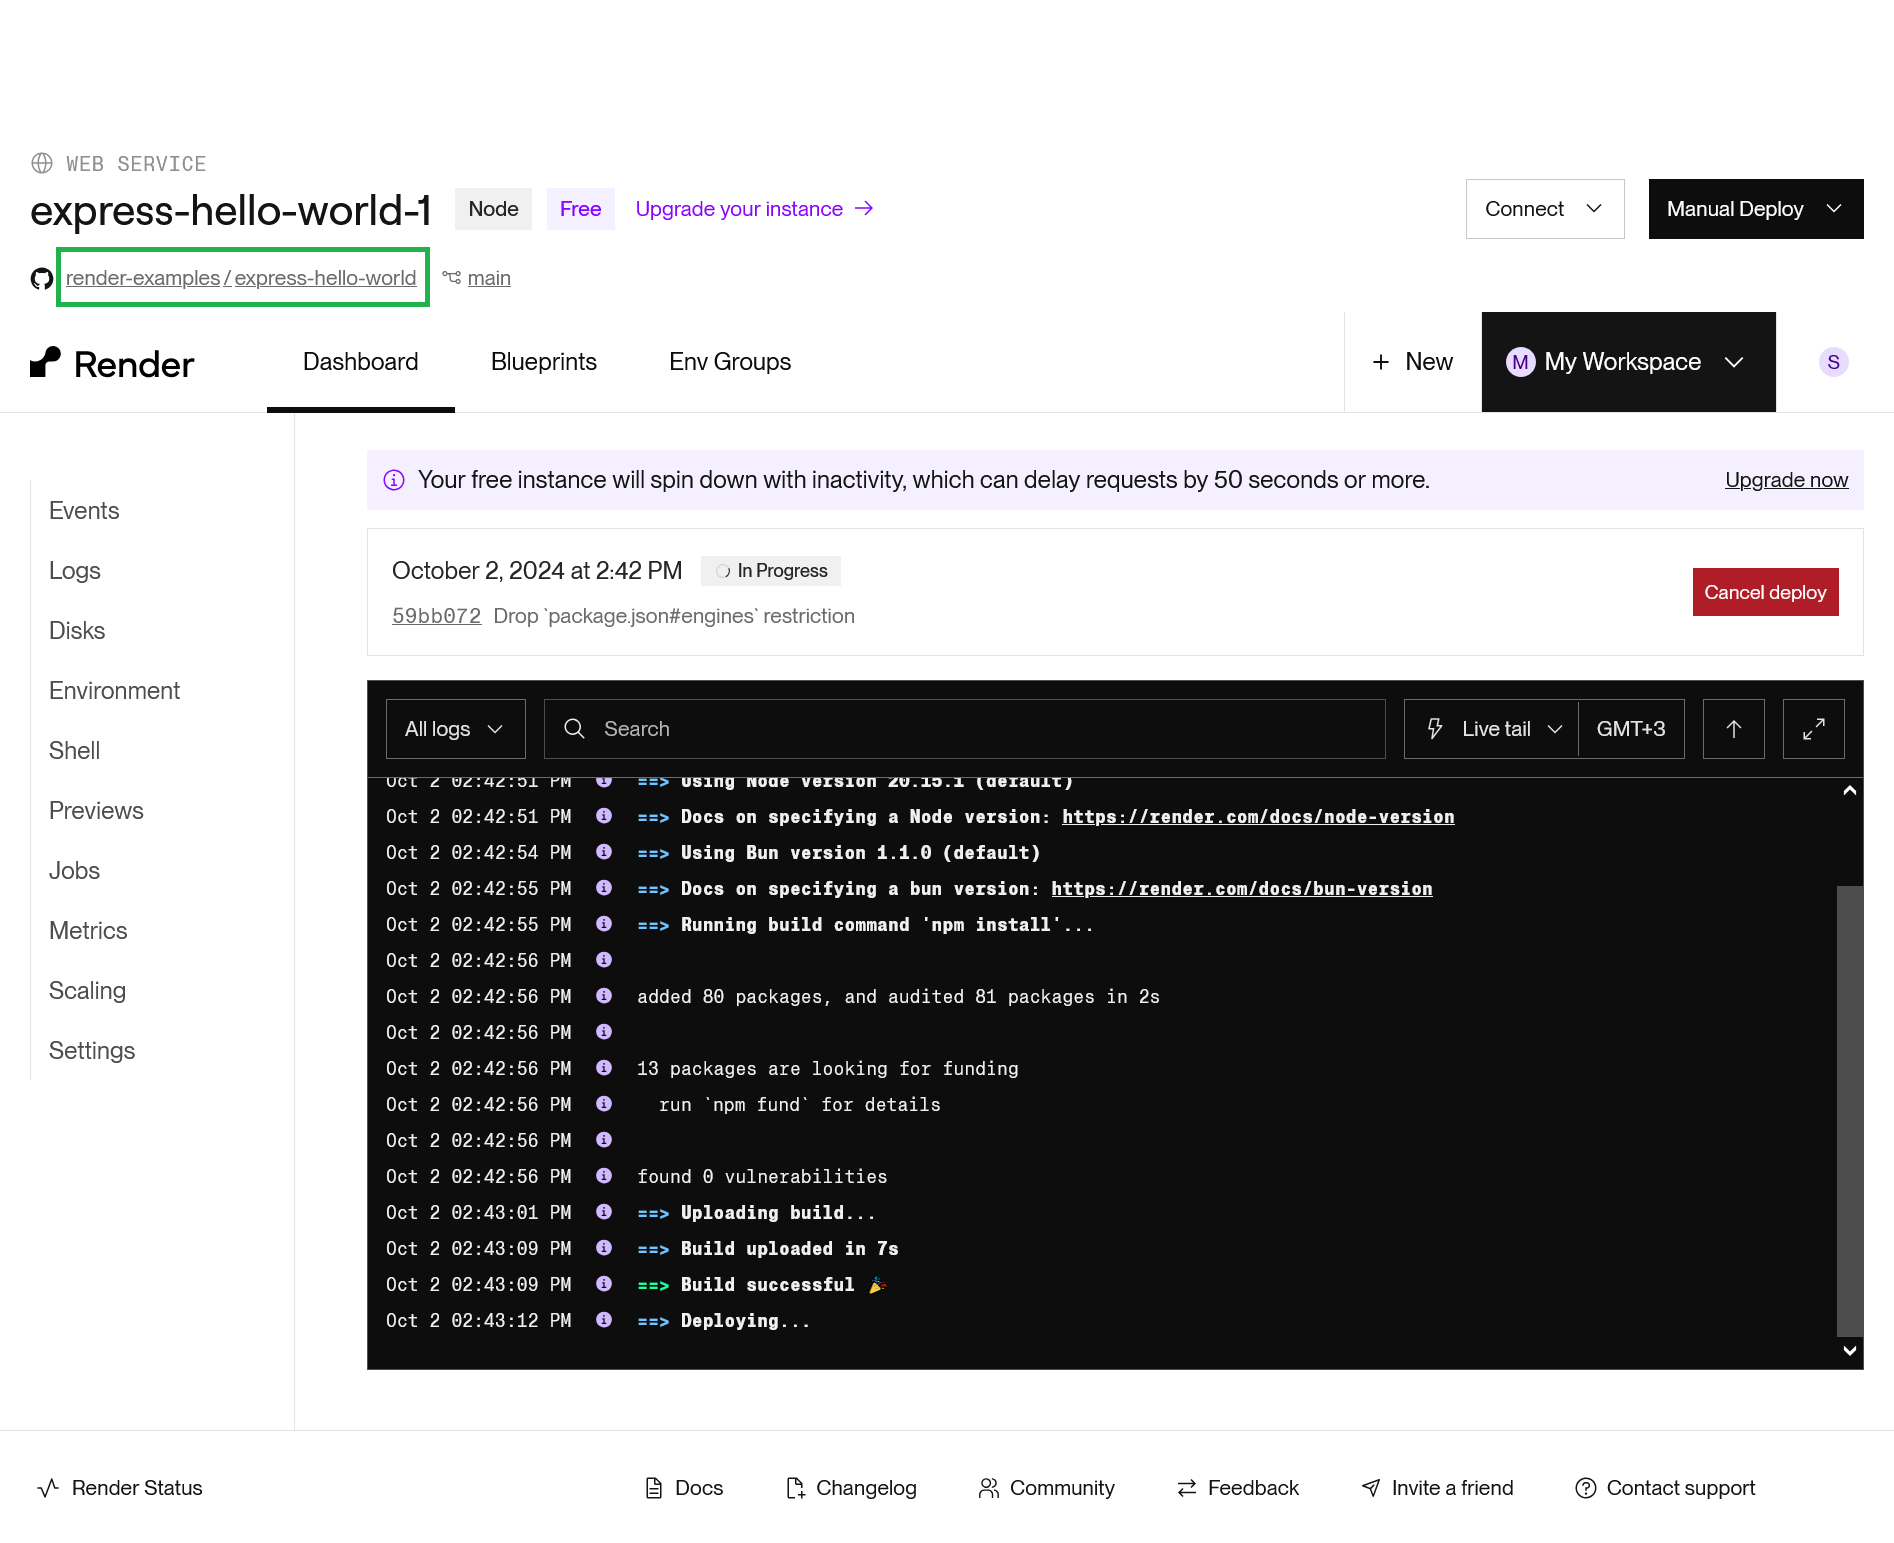 WEB SERVICE
express-hello-world-1 Node Free Upgrade your instance →
Connect Manual Deploy
render-examples / express-hello-world main
Render Dashboard Blueprints Env Groups + New M My Workspace S
Events
Logs
Disks
Environment
Shell
Previews
Jobs
Metrics
Scaling
Settings
Your free instance will spin down with inactivity, which can delay requests by 50 seconds or more. Upgrade now
October 2, 2024 at 2:42 PM In Progress
59bb072 Drop `package.json#engines` restriction
Cancel deploy
All logs Search Live tail GMT+3
Oct 2 02:42:51 PM ==> Using Node version 20.15.1 (default)
Oct 2 02:42:51 PM ==> Docs on specifying a Node version: https://render.com/docs/node-version
Oct 2 02:42:54 PM ==> Using Bun version 1.1.0 (default)
Oct 2 02:42:55 PM ==> Docs on specifying a bun version: https://render.com/docs/bun-version
Oct 2 02:42:55 PM ==> Running build command 'npm install'...
Oct 2 02:42:56 PM
Oct 2 02:42:56 PM added 80 packages, and audited 81 packages in 2s
Oct 2 02:42:56 PM
Oct 2 02:42:56 PM 13 packages are looking for funding
Oct 2 02:42:56 PM run `npm fund` for details
Oct 2 02:42:56 PM
Oct 2 02:42:56 PM found 0 vulnerabilities
Oct 2 02:43:01 PM ==> Uploading build...
Oct 2 02:43:09 PM ==> Build uploaded in 7s
Oct 2 02:43:09 PM ==> Build successful 🎉
Oct 2 02:43:12 PM ==> Deploying...
Render Status Docs Changelog Community Feedback Invite a friend Contact support